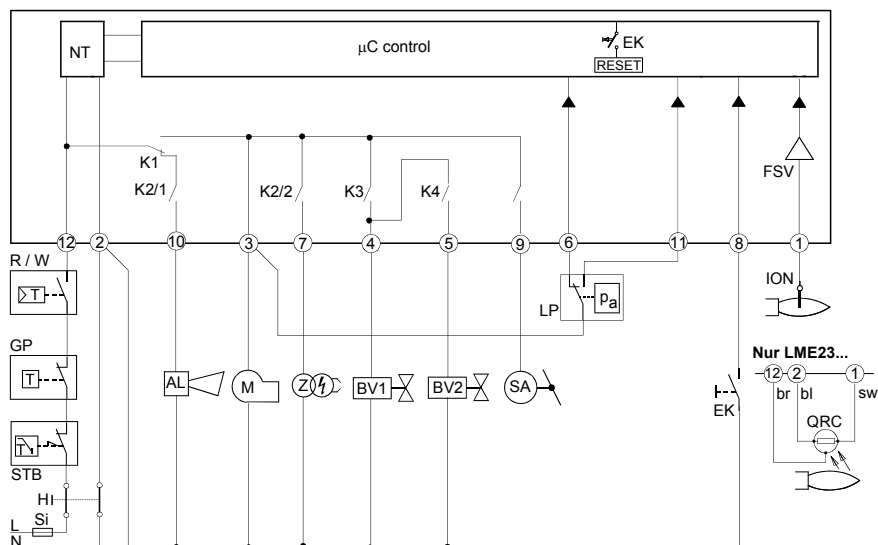 NT
µC control
EK
RESET
K1
K2/1
K2/2
K3
K4
FSV
12
2
10
3
7
4
5
9
6
11
8
1
R / W
T
GP
T
STB
T
H
Si
L
N
AL
M
Z
BV1
BV2
SA
LP
pa
EK
ION
Nur LME23...
12
2
1
br
bl
sw
QRC